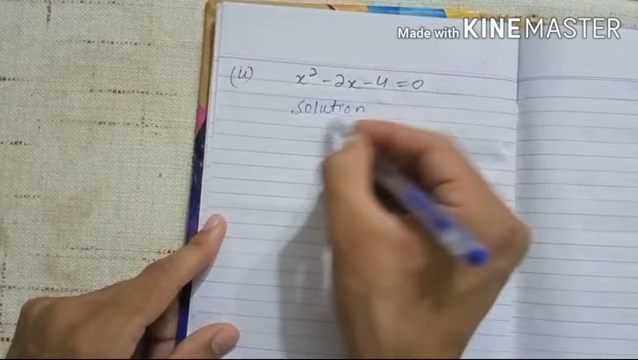 Made with KINEMASTER
(ii) x² - 2x - 4 = 0
Solution